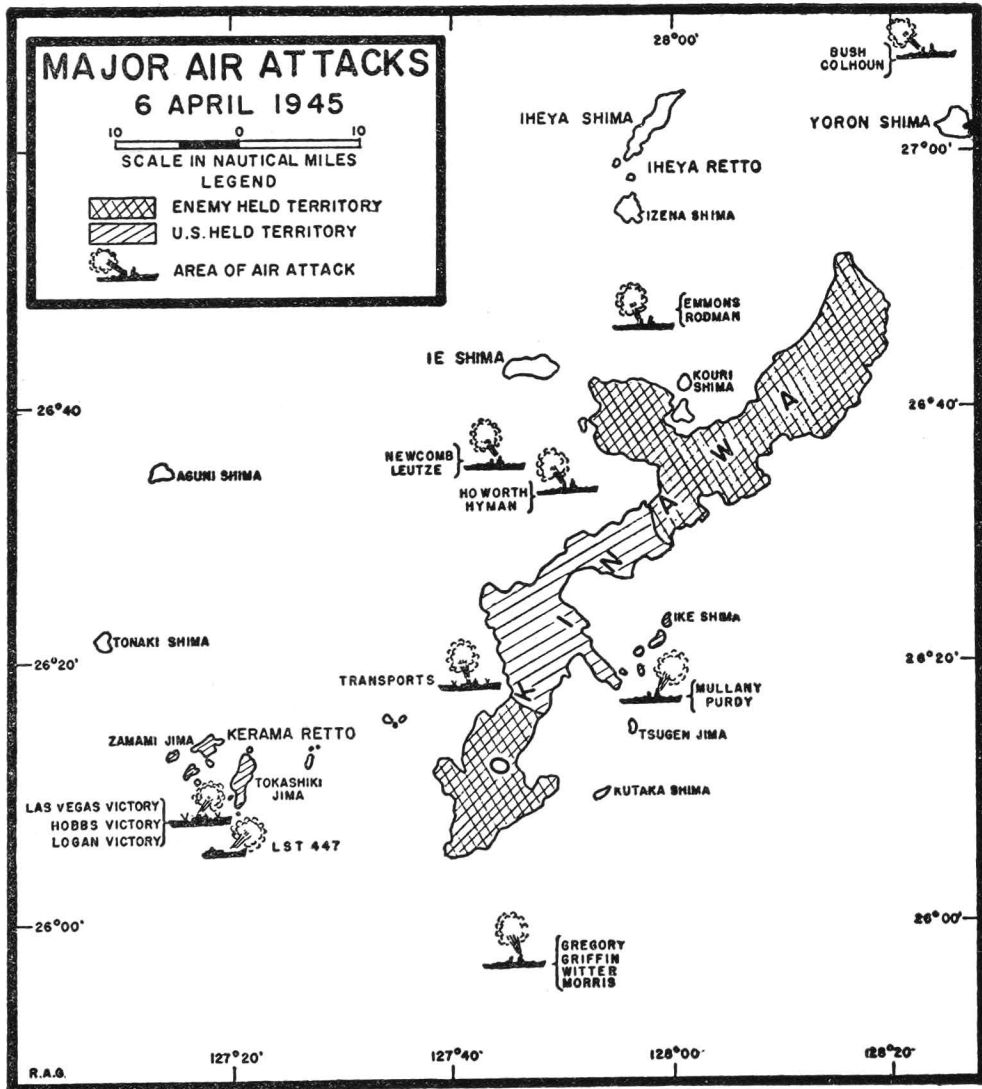 MAJOR AIR ATTACKS
6 APRIL 1945
10 0 10
SCALE IN NAUTICAL MILES
LEGEND
ENEMY HELD TERRITORY
U.S. HELD TERRITORY
AREA OF AIR ATTACK
28°00'
28°20'
BUSH
COLHOUN
IHEYA SHIMA
YORON SHIMA
27°00'
IHEYA RETTO
IZENA SHIMA
EMMONS
RODMAN
IE SHIMA
KOURI
SHIMA
26°40
26°40'
NEWCOMB
LEUTZE
AGUNI SHIMA
HOWORTH
HYMAN
OKINAWA
IKE SHIMA
TONAKI SHIMA
26°20'
26°20'
TRANSPORTS
MULLANY
PURDY
TSUGEN JIMA
ZAMAMI JIMA
KERAMA RETTO
TOKASHIKI
JIMA
KUTAKA SHIMA
LAS VEGAS VICTORY
HOBBS VICTORY
LOGAN VICTORY
LST 447
26°00'
26°00'
GREGORY
GRIFFIN
WITTER
MORRIS
127°20'
127°40'
128°00'
128°20'
R.A.G.